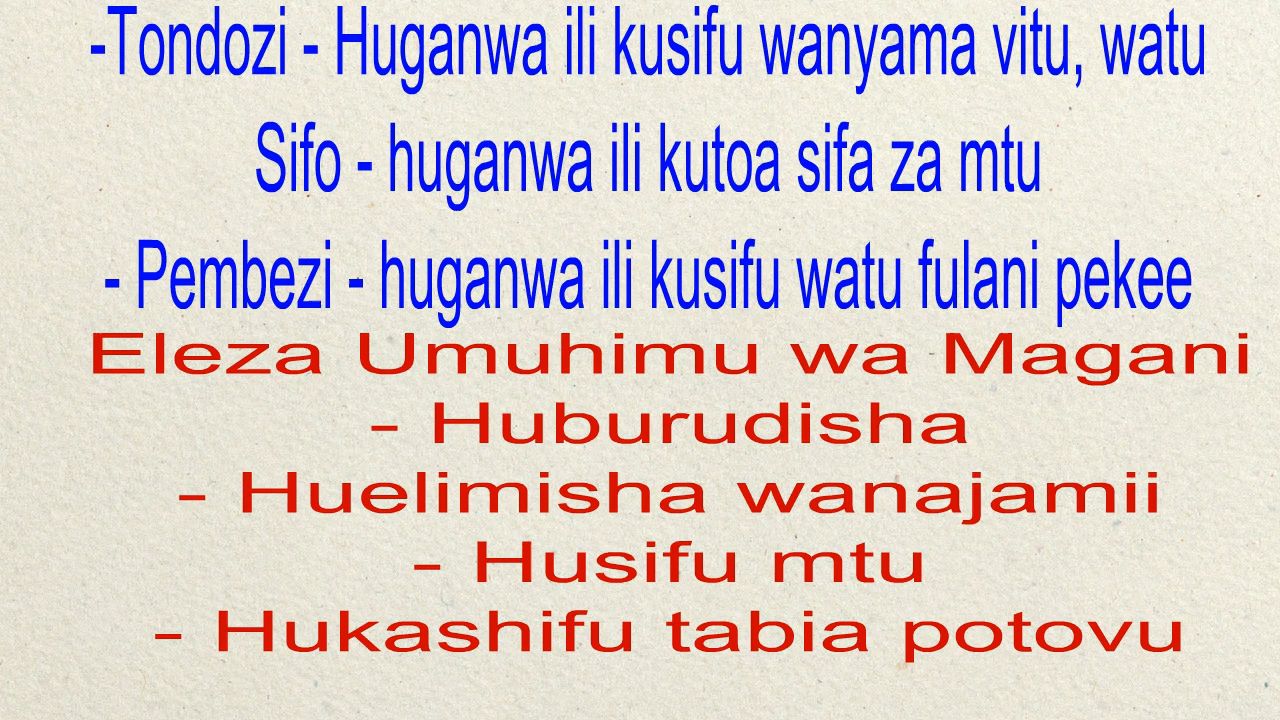 -Tondozi - Huganwa ili kusifu wanyama vitu, watu
Sifo - huganwa ili kutoa sifa za mtu
- Pembezi - huganwa ili kusifu watu fulani pekee
Eleza Umuhimu wa Magani
- Huburudisha
- Huelimisha wanajamii
- Husifu mtu
- Hukashifu tabia potovu